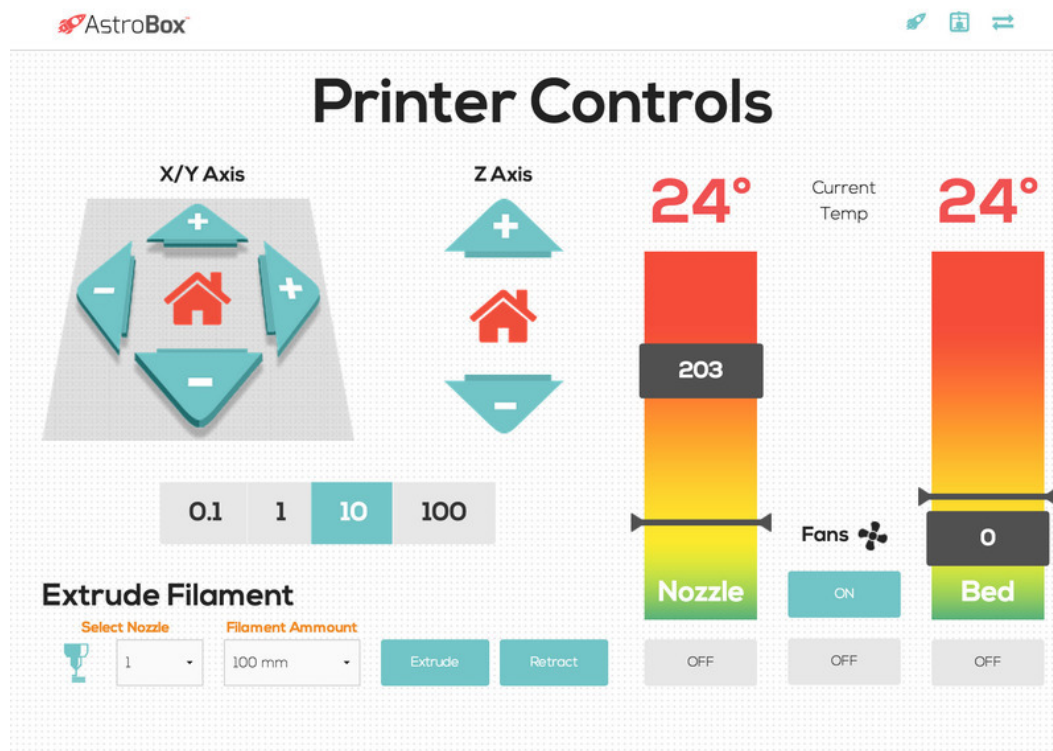 AstroBox™
Printer Controls
X/Y Axis
+
-
+
-
Z Axis
+
-
0.1 1 10 100
Extrude Filament
Select Nozzle
1
Filament Ammount
100 mm
Extrude
Retract
24°
Current
Temp
24°
203
Nozzle
OFF
Fans
ON
OFF
0
Bed
OFF